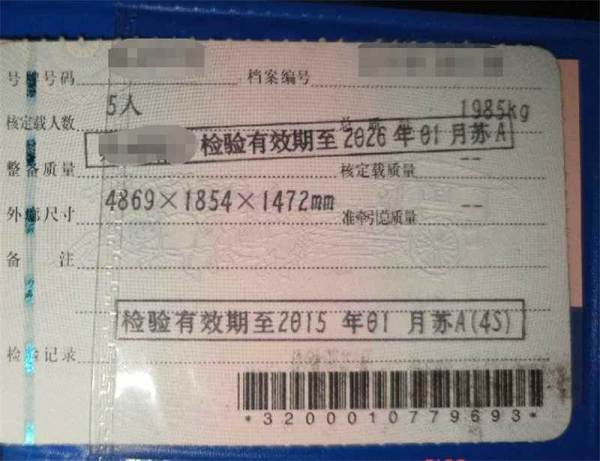 号牌号码 档案编号
核定载人数 5人 总质量 1985kg
检验有效期至2026年01月苏A
整备质量 核定载质量 --
外廓尺寸 4869×1854×1472mm 准牵引总质量 --
备注
检验有效期至2015年01月苏A(4S)
检验记录
*3200010779693*